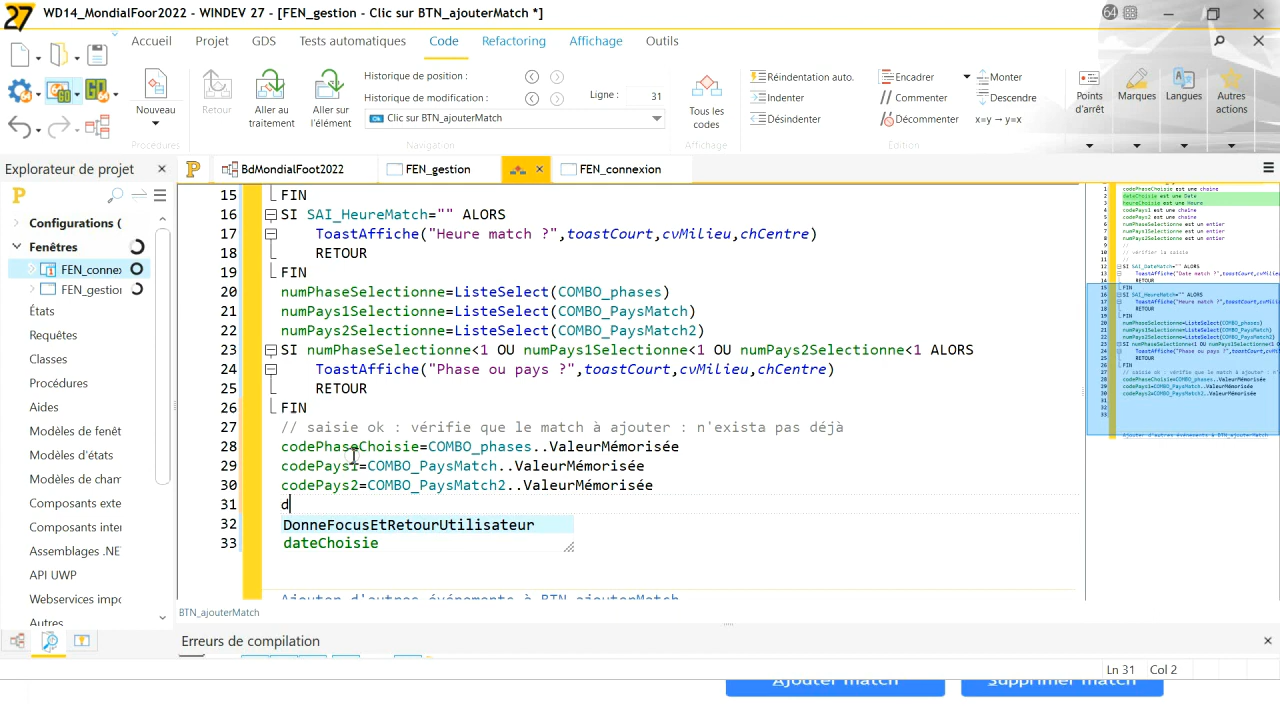 27 WD14_MondialFoor2022 - WINDEV 27 - [FEN_gestion - Clic sur BTN_ajouterMatch *] 64
Accueil Projet GDS Tests automatiques Code Refactoring Affichage Outils
Nouveau
Procédures
Retour
Aller au traitement
Aller sur l'élément
Historique de position :
Historique de modification :
Ligne : 31
Ok Clic sur BTN_ajouterMatch
Navigation
Tous les codes
Affichage
Réindentation auto.
Indenter
Désindenter
Encadrer
// Commenter
Décommenter
Monter
Descendre
x=y → y=x
Edition
Points d'arrêt
Marques
Langues
Autres actions
Explorateur de projet
BdMondialFoot2022 FEN_gestion FEN_connexion
Configurations (
Fenêtres
FEN_conne
FEN_gestion
États
Requêtes
Classes
Procédures
Aides
Modèles de fenêt
Modèles d'états
Modèles de cham
Composants exte
Composants inter
Assemblages .NE
API UWP
Webservices impo
Autres
15 FIN
16 SI SAI_HeureMatch="" ALORS
17 ToastAffiche("Heure match ?",toastCourt,cvMilieu,chCentre)
18 RETOUR
19 FIN
20 numPhaseSelectionne=ListeSelect(COMBO_phases)
21 numPays1Selectionne=ListeSelect(COMBO_PaysMatch)
22 numPays2Selectionne=ListeSelect(COMBO_PaysMatch2)
23 SI numPhaseSelectionne<1 OU numPays1Selectionne<1 OU numPays2Selectionne<1 ALORS
24 ToastAffiche("Phase ou pays ?",toastCourt,cvMilieu,chCentre)
25 RETOUR
26 FIN
27 // saisie ok : vérifie que le match à ajouter : n'exista pas déjà
28 codePhaseChoisie=COMBO_phases..ValeurMémorisée
29 codePays1=COMBO_PaysMatch..ValeurMémorisée
30 codePays2=COMBO_PaysMatch2..ValeurMémorisée
31 d
32 DonneFocusEtRetourUtilisateur
33 dateChoisie
Ajouter d'autres événements à BTN_ajouterMatch
BTN_ajouterMatch
Erreurs de compilation
Ln 31 Col 2
Ajouter match Supprimer match